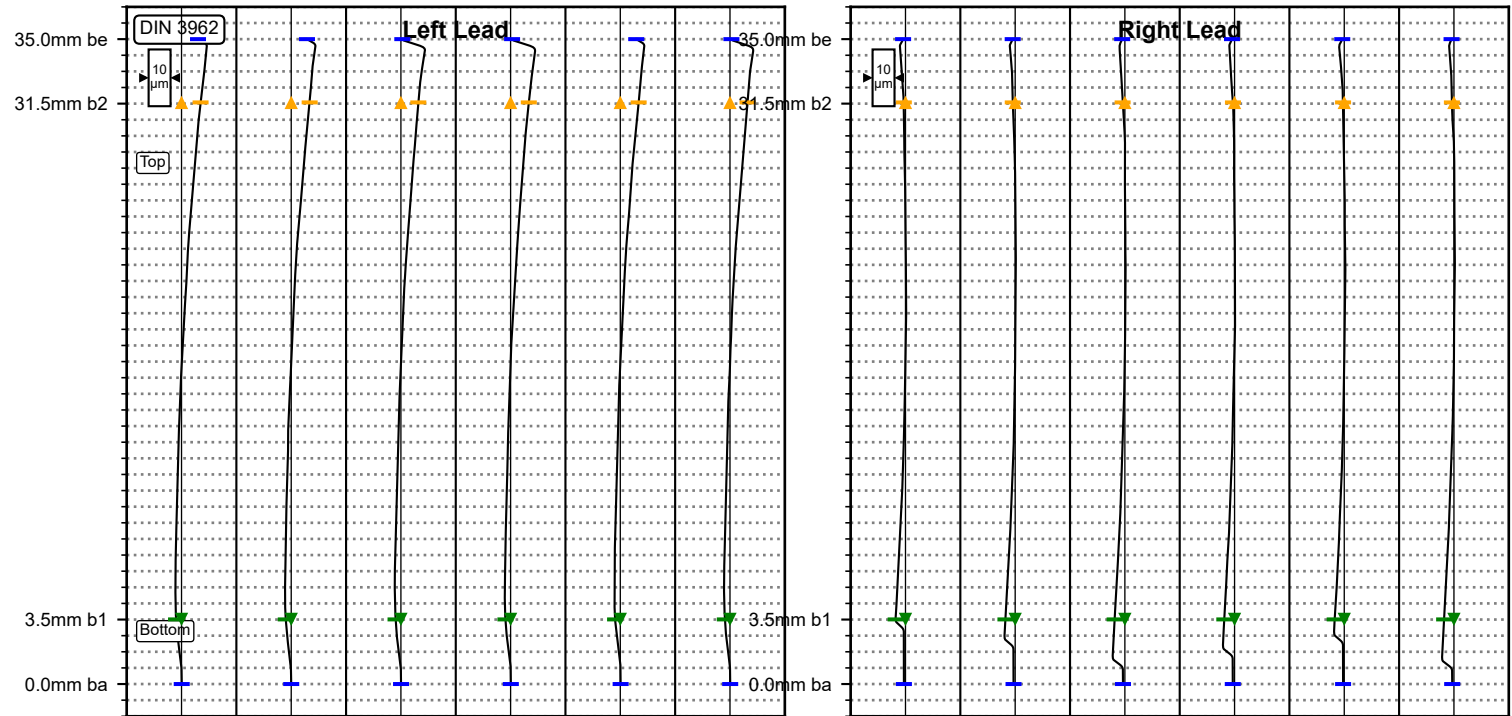 DIN 3962
Left Lead
Right Lead
35.0mm be
35.0mm be
10
µm
10
µm
31.5mm b2
31.5mm b2
Top
3.5mm b1
3.5mm b1
Bottom
0.0mm ba
0.0mm ba